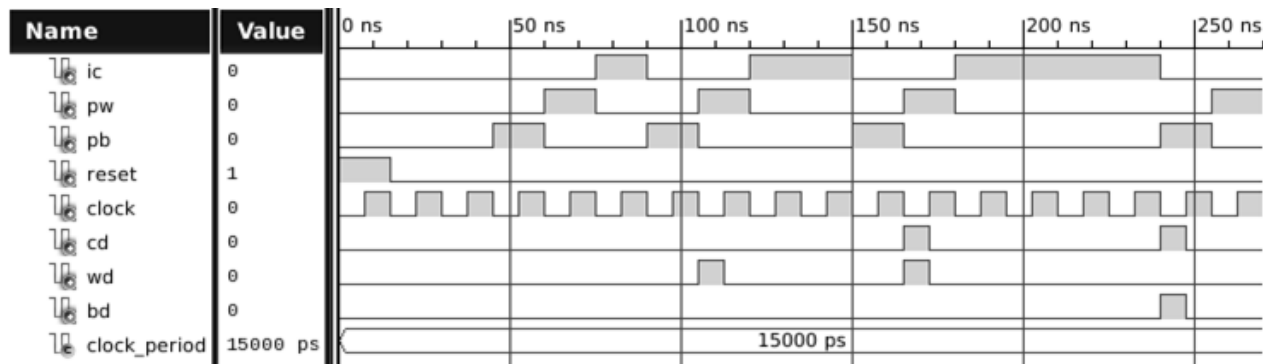 Name Value 0 ns 50 ns 100 ns 150 ns 200 ns 250 ns
ic 0
pw 0
pb 0
reset 1
clock 0
cd 0
wd 0
bd 0
clock_period 15000 ps 15000 ps